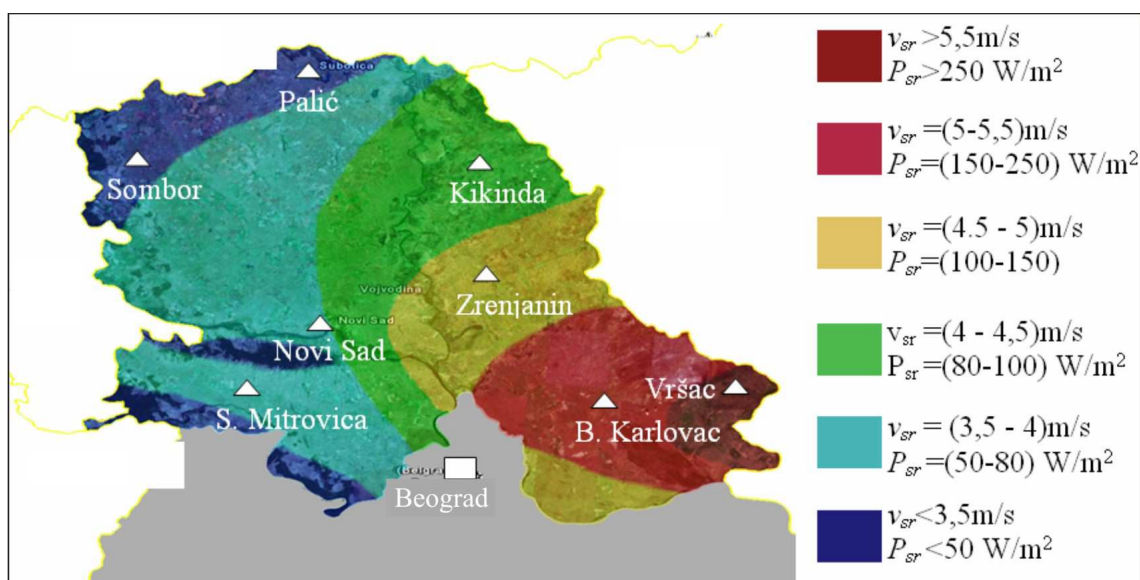 Subotica
Palić
Sombor
Kikinda
Vojvodina
Zrenjanin
Novi Sad
Novi Sad
S. Mitrovica
Vršac
B. Karlovac
(Belgra
Beograd
v_sr >5,5m/s
P_sr>250 W/m²
v_sr =(5-5,5)m/s
P_sr=(150-250) W/m²
v_sr =(4.5 - 5)m/s
P_sr=(100-150)
v_sr =(4 - 4,5)m/s
P_sr=(80-100) W/m²
v_sr = (3,5 - 4)m/s
P_sr =(50-80) W/m²
v_sr<3,5m/s
P_sr <50 W/m²